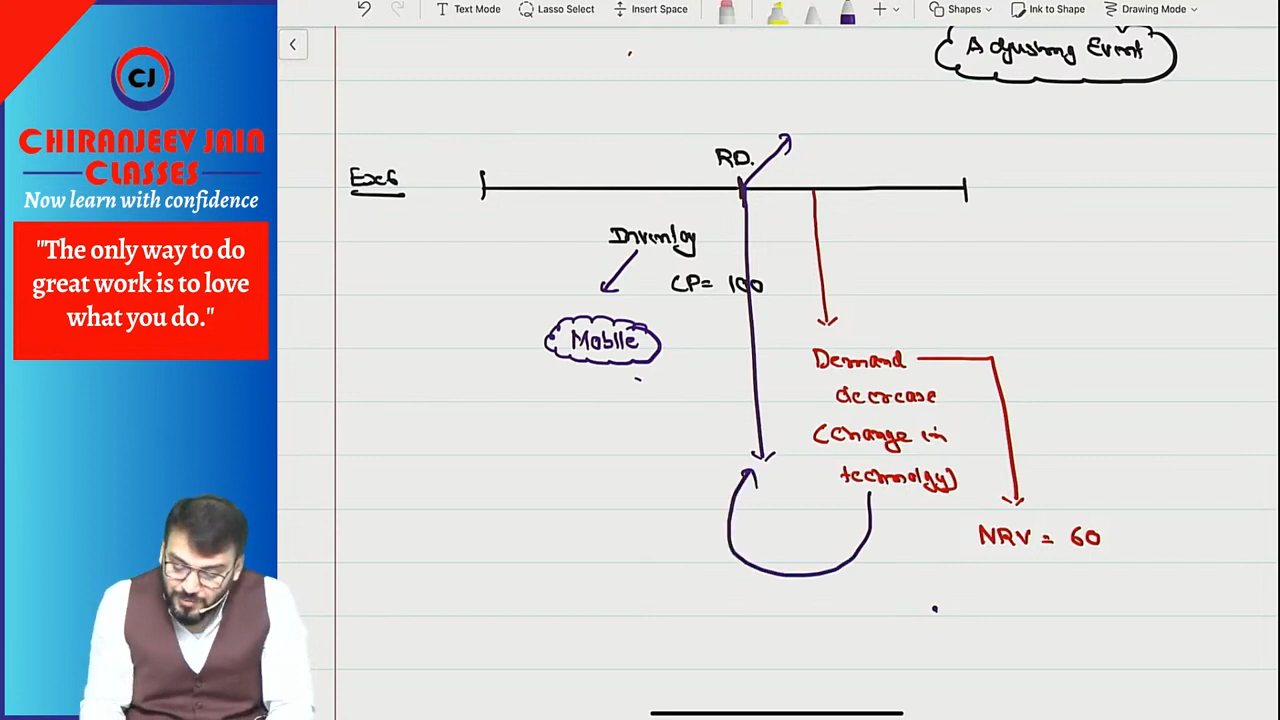 Text Mode
Lasso Select
Insert Space
Shapes
Ink to Shape
Drawing Mode
Adjusting Event
CJ
CHIRANJEEV JAIN
CLASSES
Now learn with confidence
"The only way to do
great work is to love
what you do."
RD.
Ex6
Inventory
CP= 100
Mobile
Demand
decrease
(change in
technology)
NRV = 60